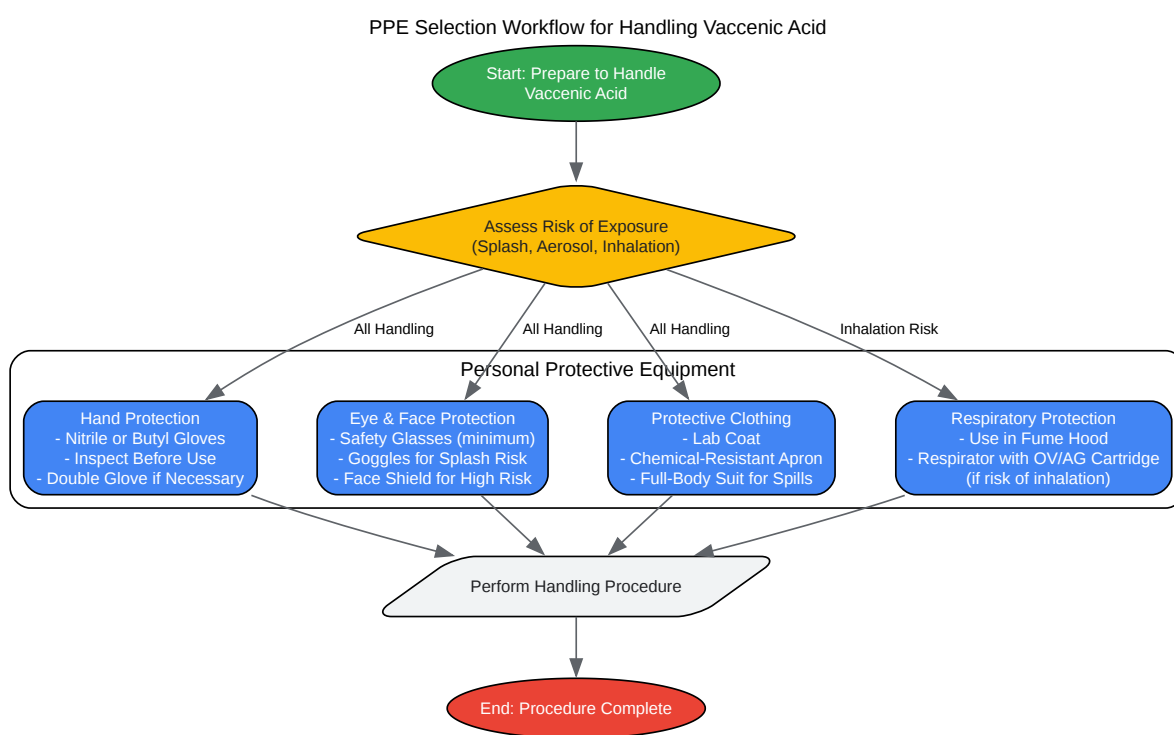 PPE Selection Workflow for Handling Vaccenic Acid
Start: Prepare to Handle
Vaccenic Acid
Assess Risk of Exposure
(Splash, Aerosol, Inhalation)
All Handling
All Handling
All Handling
Inhalation Risk
Personal Protective Equipment
Hand Protection
- Nitrile or Butyl Gloves
- Inspect Before Use
- Double Glove if Necessary
Eye & Face Protection
- Safety Glasses (minimum)
- Goggles for Splash Risk
- Face Shield for High Risk
Protective Clothing
- Lab Coat
- Chemical-Resistant Apron
- Full-Body Suit for Spills
Respiratory Protection
- Use in Fume Hood
- Respirator with OV/AG Cartridge
(if risk of inhalation)
Perform Handling Procedure
End: Procedure Complete